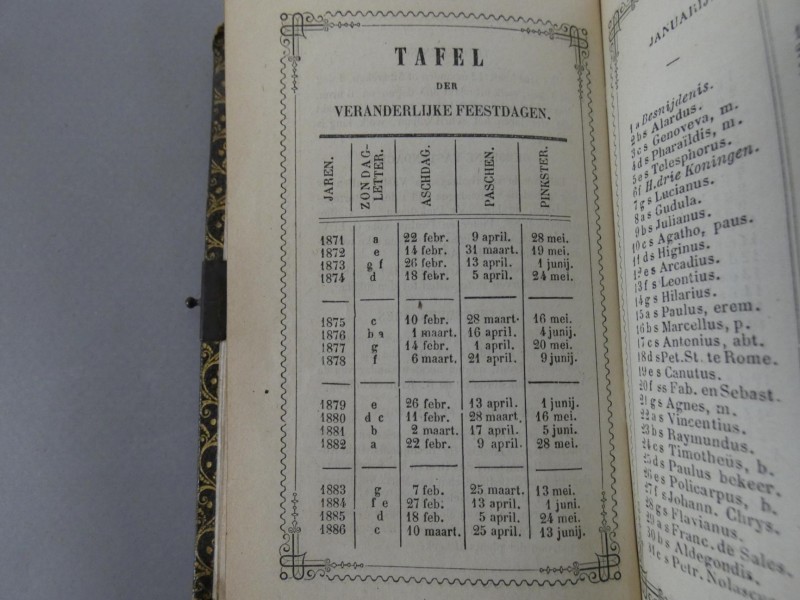 TAFEL
DER
VERANDERLIJKE FEESTDAGEN.
JAREN. ZONDAG-LETTER. ASCHDAG. PASCHEN. PINKSTER.
1871 a 22 febr. 9 april. 28 mei.
1872 e 14 febr. 31 maart. 19 mei.
1873 g f 26 febr. 13 april. 1 junij.
1874 d 18 febr. 5 april. 24 mei.
1875 c 10 febr. 28 maart. 16 mei.
1876 b a 1 maart. 16 april. 4 junij.
1877 g 14 febr. 1 april. 20 mei.
1878 f 6 maart. 21 april. 9 junij.
1879 e 26 febr. 13 april. 1 junij.
1880 d c 11 febr. 28 maart. 16 mei.
1881 b 2 maart. 17 april. 5 juni.
1882 a 22 febr. 9 april. 28 mei.
1883 g 7 feb. 25 maart. 13 mei.
1884 f e 27 feb. 13 april. 1 juni.
1885 d 18 feb. 5 april. 24 mei.
1886 c 10 maart. 25 april. 13 junij.
JANUARIJ
1 a Besnijdenis.
2 b s Alardus.
3 c s Genoveva, m.
4 d s Pharaïldis, m.
5 e s Telesphorus.
6 f H. drie Koningen.
7 g s Lucianus.
8 a s Gudula.
9 b s Julianus.
10 c s Agatho, paus.
11 d s Higinus.
12 e s Arcadius.
13 f s Leontius.
14 g s Hilarius.
15 a s Paulus, erem.
16 b s Marcellus, p.
17 c s Antonius, abt.
18 d s Pet. St. te Rome.
19 e s Canutus.
20 f ss Fab. en Sebast.
21 g s Agnes, m.
22 a s Vincentius.
23 b s Raymundus.
24 c s Timotheüs, b.
25 d s Paulus bekeer.
26 e s Policarpus, b.
27 f s Johann. Chrys.
28 g s Flavianus.
29 a s Franc. de Sales.
30 b s Aldegondis.
31 c s Petr. Nolascus